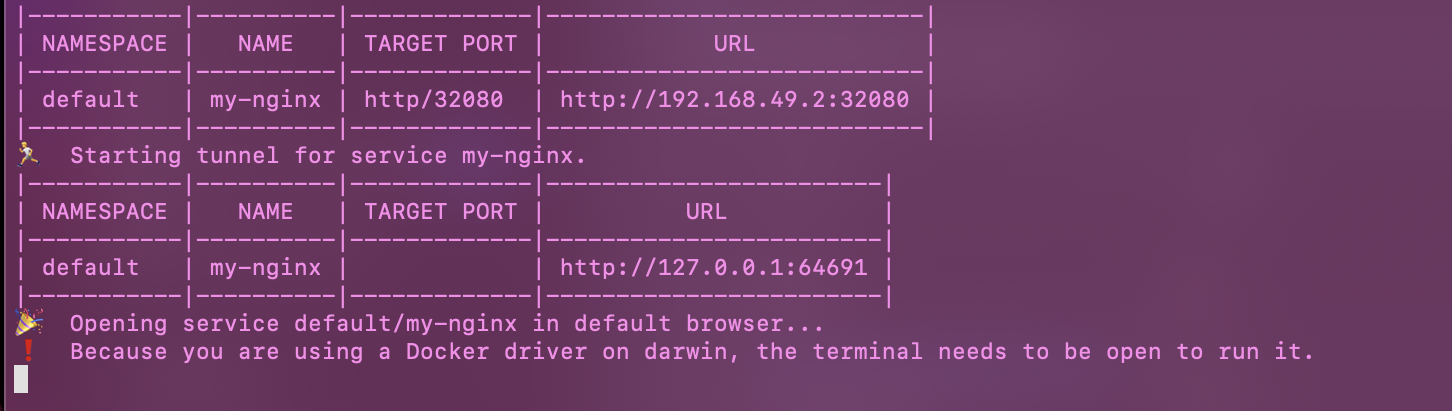 |-----------|----------|-------------|---------------------------|
| NAMESPACE |   NAME   | TARGET PORT |            URL            |
|-----------|----------|-------------|---------------------------|
| default   | my-nginx | http/32080  | http://192.168.49.2:32080 |
|-----------|----------|-------------|---------------------------|
🏃  Starting tunnel for service my-nginx.
|-----------|----------|-------------|------------------------|
| NAMESPACE |   NAME   | TARGET PORT |          URL           |
|-----------|----------|-------------|------------------------|
| default   | my-nginx |             | http://127.0.0.1:64691 |
|-----------|----------|-------------|------------------------|
🎉  Opening service default/my-nginx in default browser...
❗  Because you are using a Docker driver on darwin, the terminal needs to be open to run it.